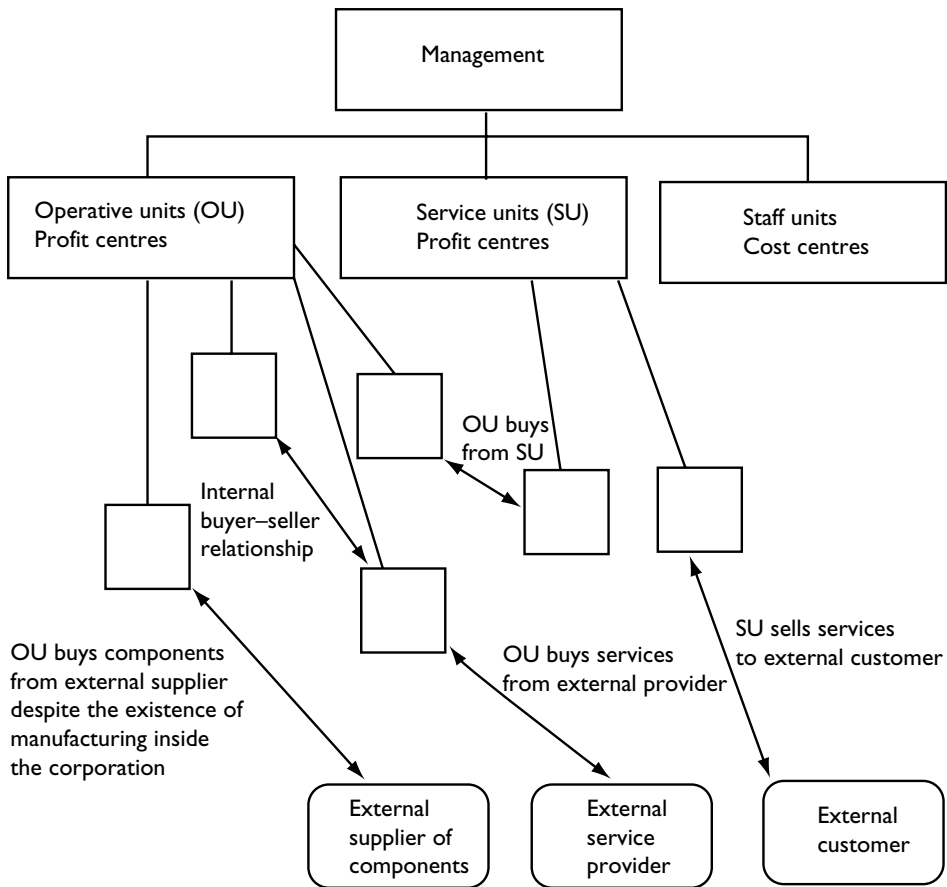 Management
Operative units (OU)
Profit centres
Service units (SU)
Profit centres
Staff units
Cost centres
OU buys
from SU
Internal
buyer–seller
relationship
OU buys components
from external supplier
despite the existence of
manufacturing inside
the corporation
OU buys services
from external provider
SU sells services
to external customer
External
supplier of
components
External
service
provider
External
customer